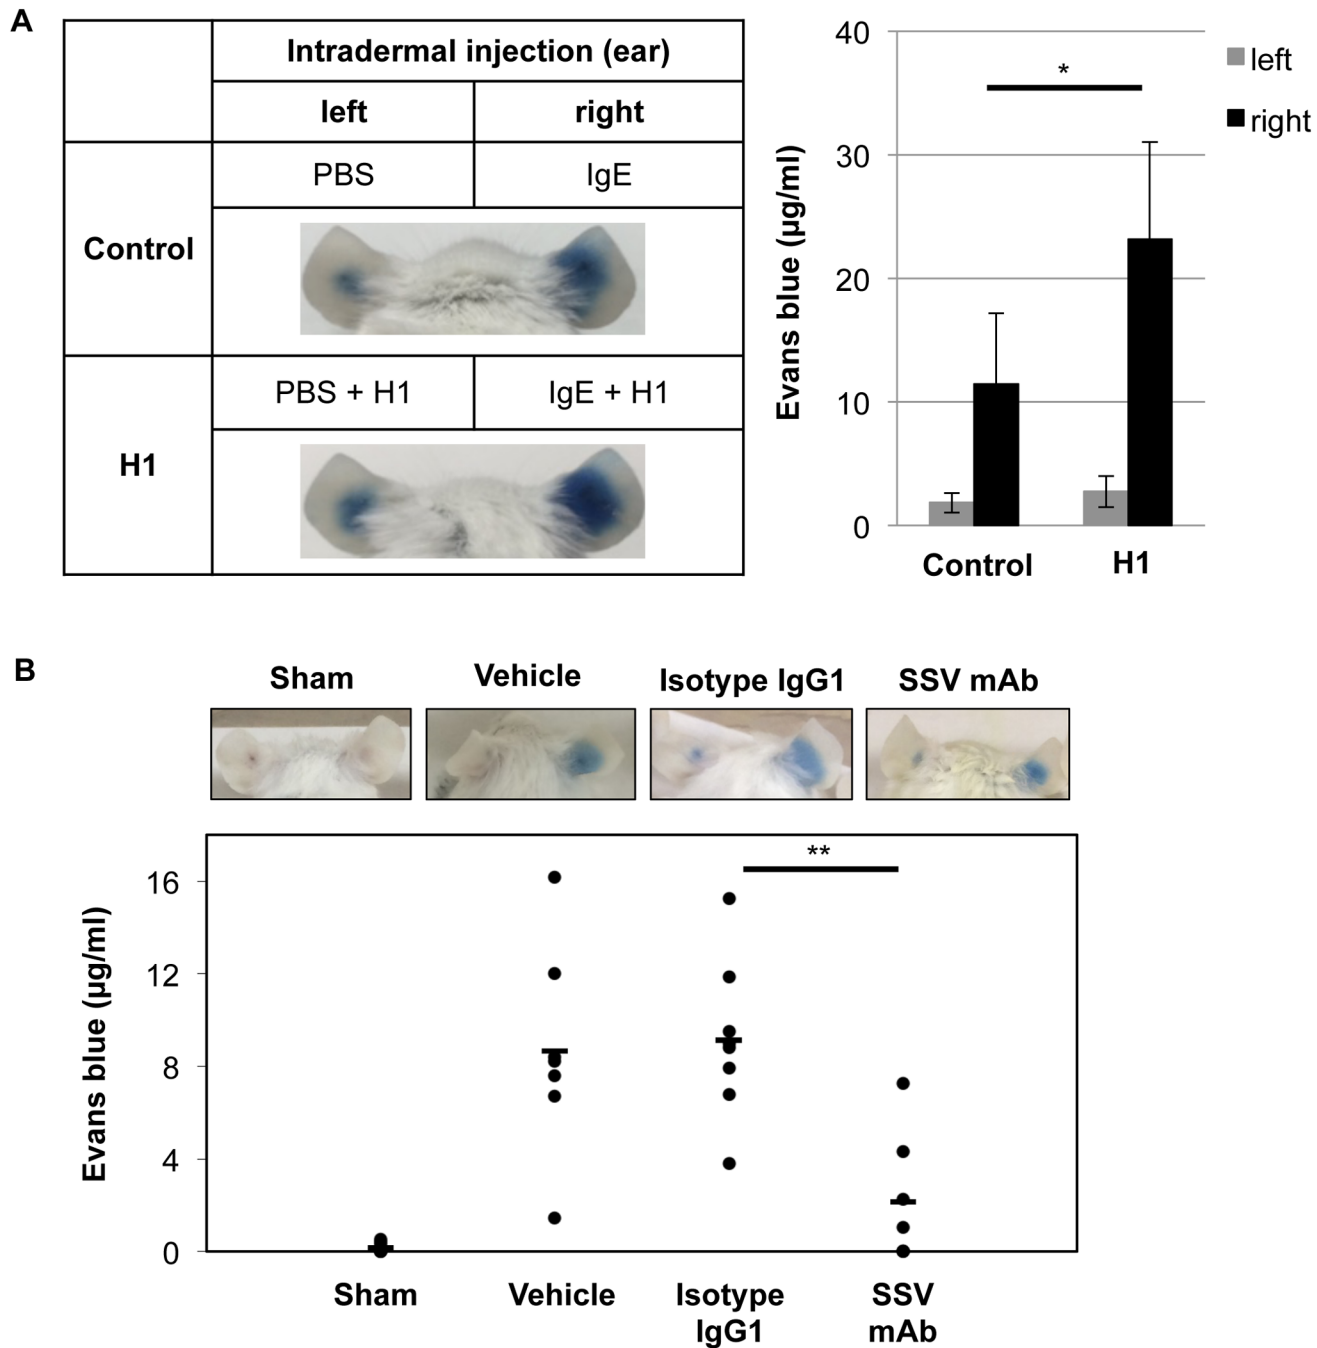 A
Intradermal injection (ear)
left right
PBS IgE
Control
PBS + H1 IgE + H1
H1
40
30
20
10
0
Evans blue (µg/ml)
*
left
right
Control H1
B
Sham Vehicle Isotype IgG1 SSV mAb
Evans blue (µg/ml)
16
12
8
4
0
**
Sham Vehicle Isotype SSV
IgG1 mAb